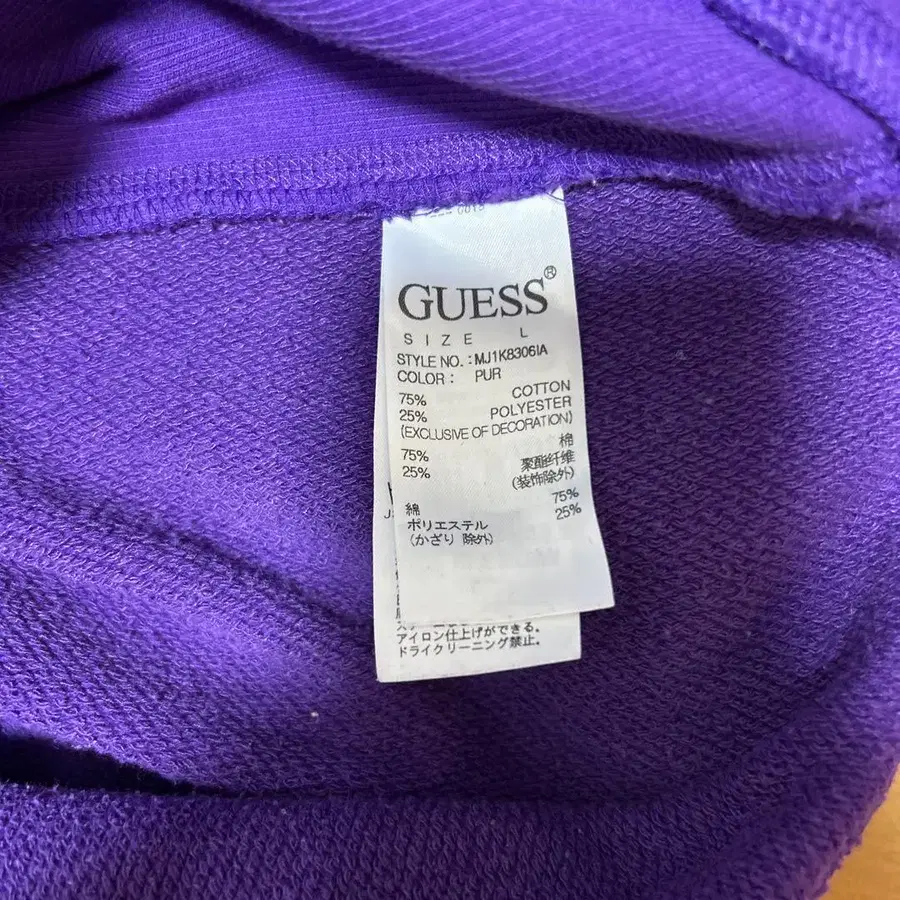 GUESS®
SIZE L
STYLE NO. : MJ1K8306IA
COLOR : PUR
75% COTTON
25% POLYESTER
(EXCLUSIVE OF DECORATION)
75% 棉
25% 聚酯纤维
(装饰除外)
綿 75%
ポリエステル 25%
(かざり 除外)
アイロン仕上げができる。
ドライクリーニング禁止。